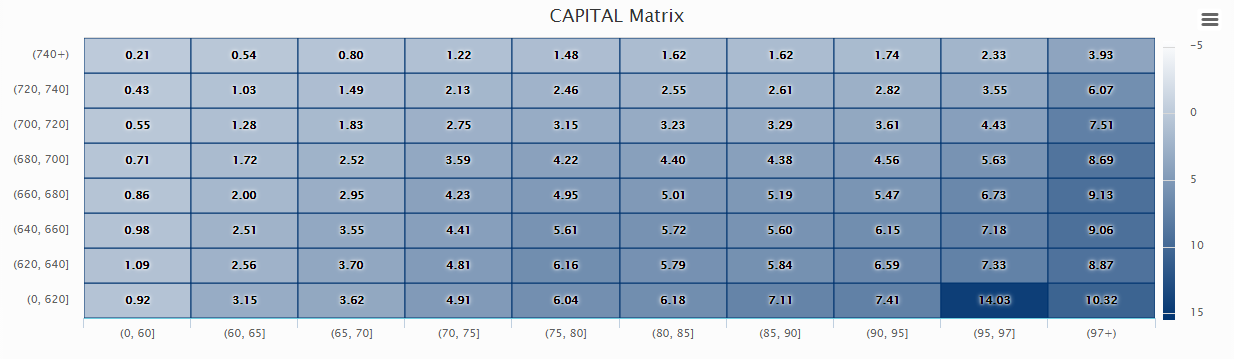 CAPITAL Matrix
(740+) 0.21 0.54 0.80 1.22 1.48 1.62 1.62 1.74 2.33 3.93
(720, 740] 0.43 1.03 1.49 2.13 2.46 2.55 2.61 2.82 3.55 6.07
(700, 720] 0.55 1.28 1.83 2.75 3.15 3.23 3.29 3.61 4.43 7.51
(680, 700] 0.71 1.72 2.52 3.59 4.22 4.40 4.38 4.56 5.63 8.69
(660, 680] 0.86 2.00 2.95 4.23 4.95 5.01 5.19 5.47 6.73 9.13
(640, 660] 0.98 2.51 3.55 4.41 5.61 5.72 5.60 6.15 7.18 9.06
(620, 640] 1.09 2.56 3.70 4.81 6.16 5.79 5.84 6.59 7.33 8.87
(0, 620] 0.92 3.15 3.62 4.91 6.04 6.18 7.11 7.41 14.03 10.32
(0, 60] (60, 65] (65, 70] (70, 75] (75, 80] (80, 85] (85, 90] (90, 95] (95, 97] (97+)
-5
0
5
10
15